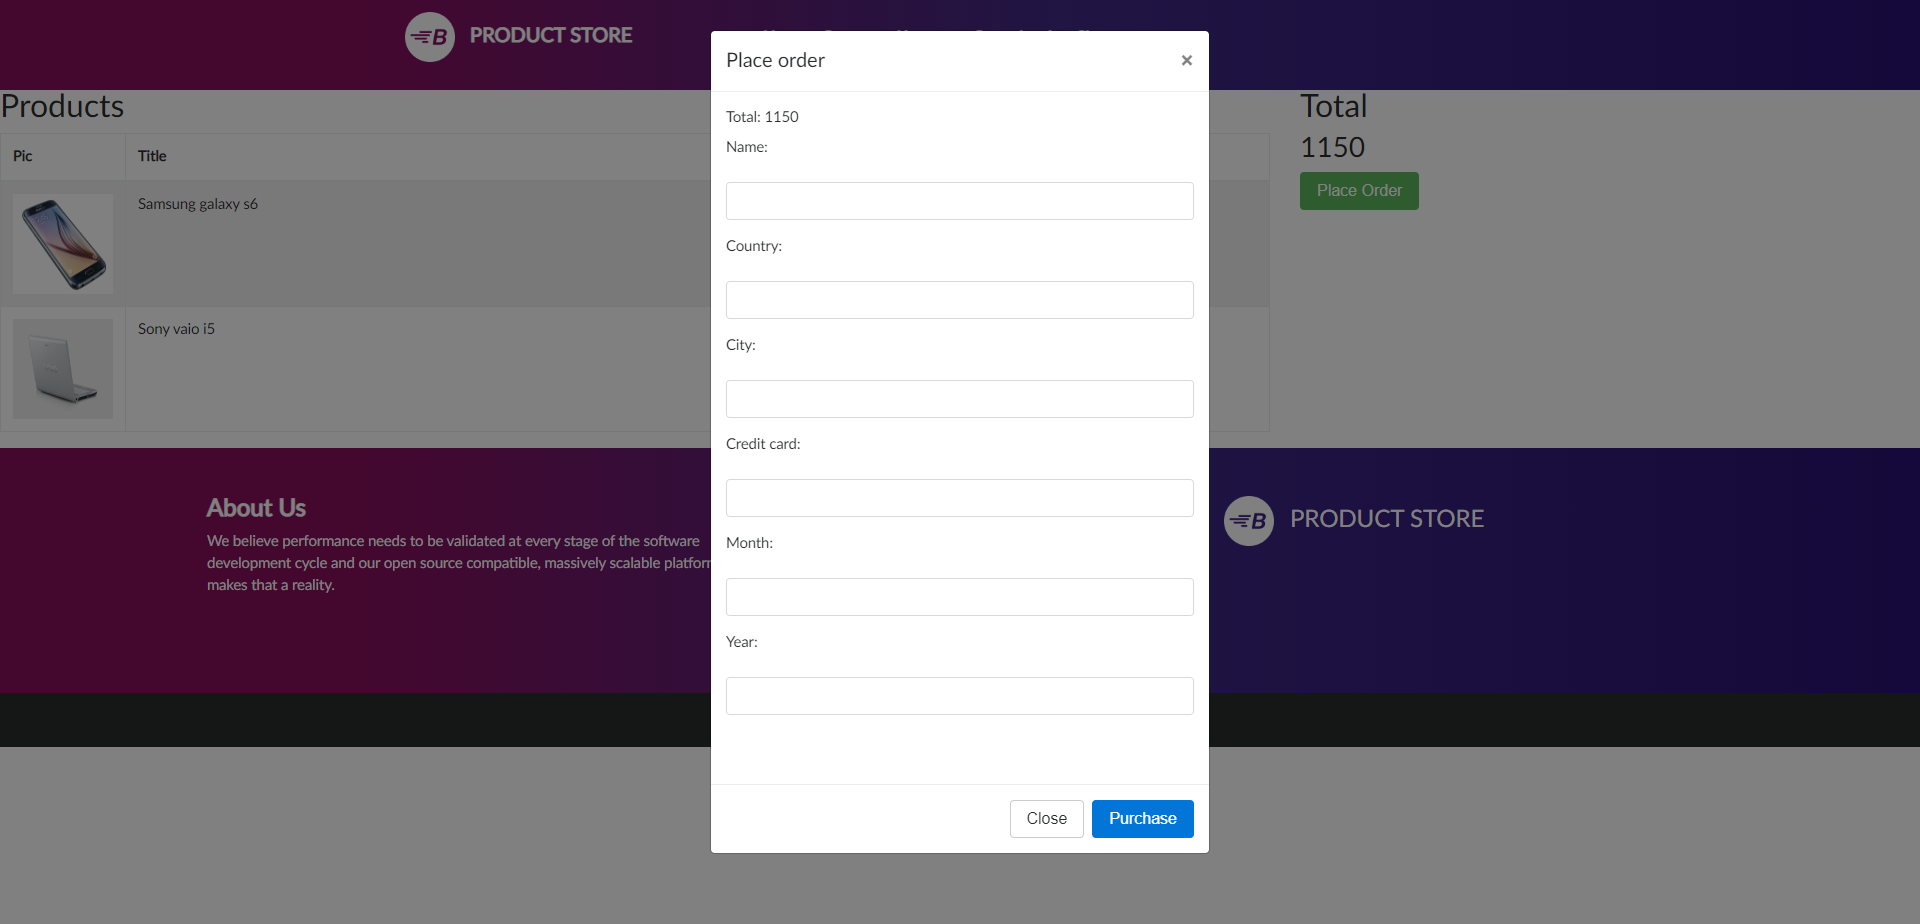 B PRODUCT STORE
Place order
×
Products
Total
1150
Place Order
Pic
Title
Samsung galaxy s6
Sony vaio i5
Total: 1150
Name:
Country:
City:
Credit card:
Month:
Year:
Close
Purchase
About Us
We believe performance needs to be validated at every stage of the software
development cycle and our open source compatible, massively scalable
makes that a reality.
B PRODUCT STORE